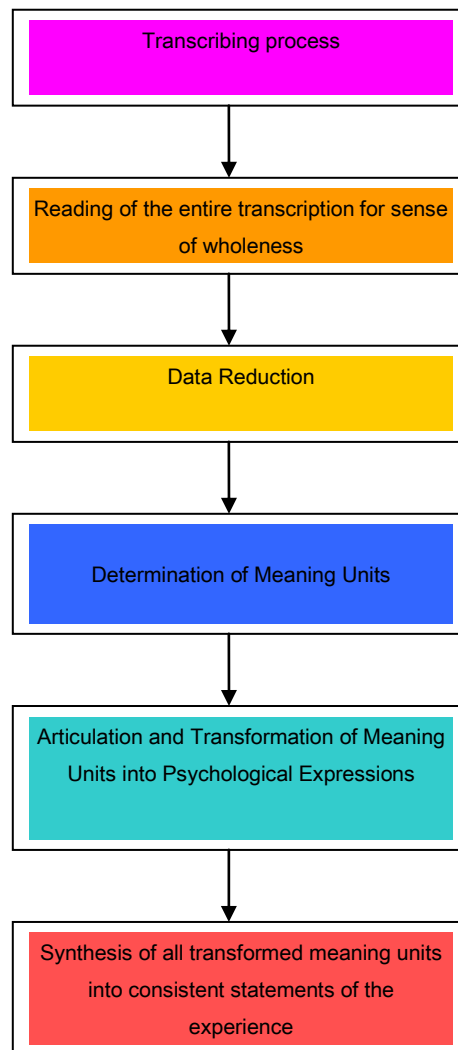 Transcribing process
Reading of the entire transcription for sense
of wholeness
Data Reduction
Determination of Meaning Units
Articulation and Transformation of Meaning
Units into Psychological Expressions
Synthesis of all transformed meaning units
into consistent statements of the
experience